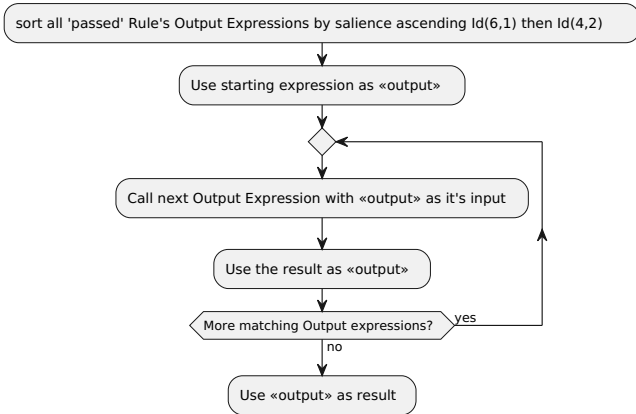 sort all 'passed' Rule's Output Expressions by salience ascending Id(6,1) then Id(4,2)
Use starting expression as «output»
Call next Output Expression with «output» as it's input
Use the result as «output»
More matching Output expressions?
yes
no
Use «output» as result